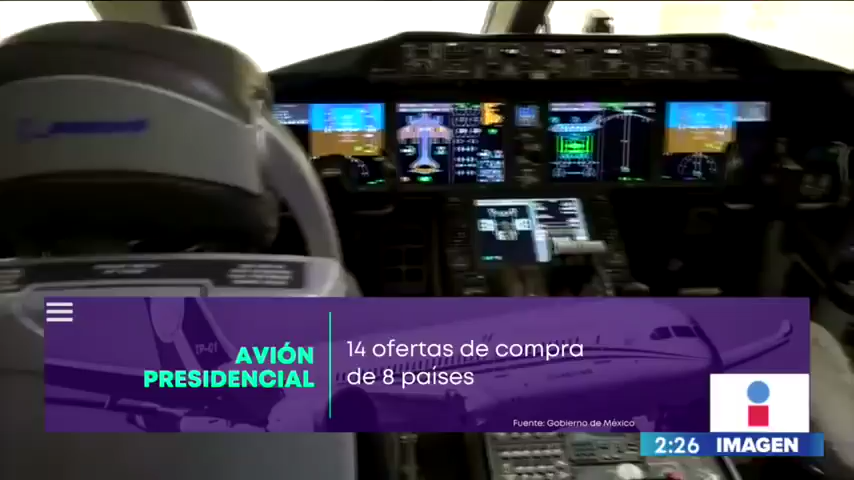 AVIÓN
PRESIDENCIAL
14 ofertas de compra
de 8 países
Fuente: Gobierno de México
2:26 IMAGEN